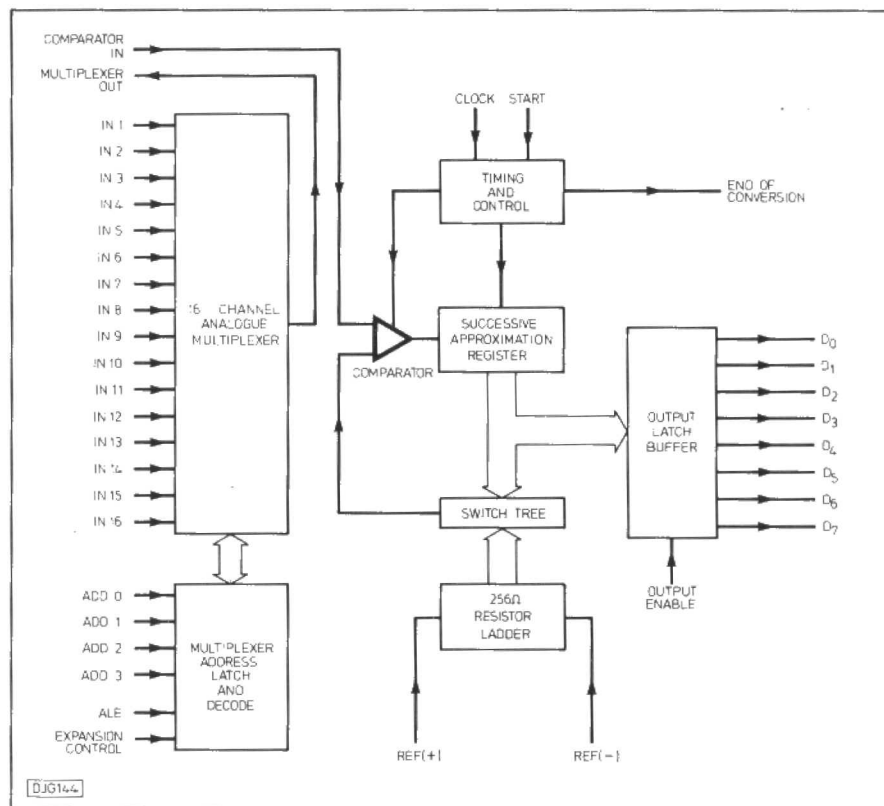 COMPARATOR
IN
MULTIPLEXER
OUT
IN 1
IN 2
IN 3
IN 4
IN 5
IN 6
IN 7
IN 8
IN 9
IN 10
IN 11
IN 12
IN 13
IN 14
IN 15
IN 16
16 CHANNEL
ANALOGUE
MULTIPLEXER
ADD 0
ADD 1
ADD 2
ADD 3
ALE
EXPANSION
CONTROL
MULTIPLEXER
ADDRESS
LATCH
AND
DECODE
CLOCK START
TIMING
AND
CONTROL
END OF
CONVERSION
COMPARATOR
SUCCESSIVE
APPROXIMATION
REGISTER
SWITCH TREE
256Ω
RESISTOR
LADDER
REF(+)
REF(−)
OUTPUT
LATCH
BUFFER
OUTPUT
ENABLE
D0
D1
D2
D3
D4
D5
D6
D7
DJG144